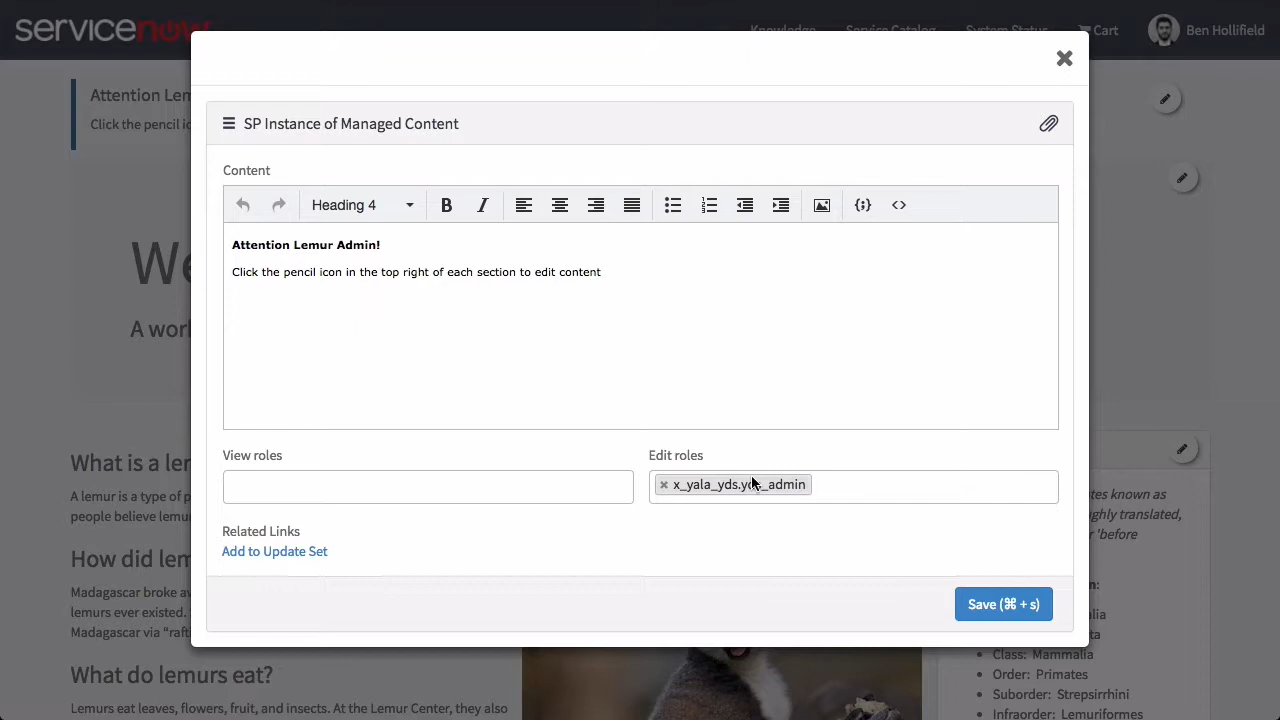 servicenow
Knowledge Service Catalog System Status Cart Ben Hollifield
Attention Lem
Click the pencil ic
SP Instance of Managed Content
Content
Heading 4
Attention Lemur Admin!
Click the pencil icon in the top right of each section to edit content
We
A worl
View roles
Edit roles
x_yala_yds.yds_admin
Related Links
Add to Update Set
Save (⌘ + s)
What is a ler
A lemur is a type of p
people believe lemu
How did lem
Madagascar broke aw
lemurs ever existed.
Madagascar via “raft
What do lemurs eat?
Lemurs eat leaves, flowers, fruit, and insects. At the Lemur Center, they also
tes known as
ghly translated,
r 'before
n:
lia
ta
Class: Mammalia
Order: Primates
Suborder: Strepsirrhini
Infraorder: Lemuriformes